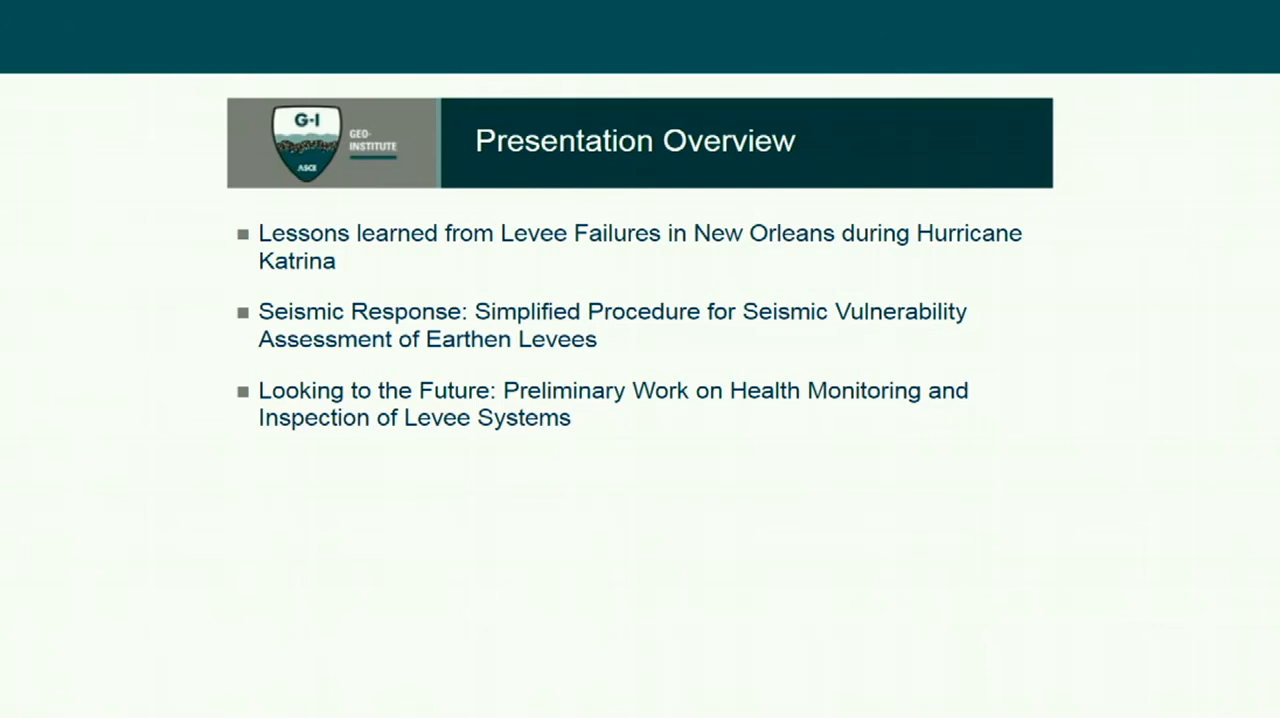 G-I
GEO-
INSTITUTE
ASCE
Presentation Overview
Lessons learned from Levee Failures in New Orleans during Hurricane
Katrina
Seismic Response: Simplified Procedure for Seismic Vulnerability
Assessment of Earthen Levees
Looking to the Future: Preliminary Work on Health Monitoring and
Inspection of Levee Systems